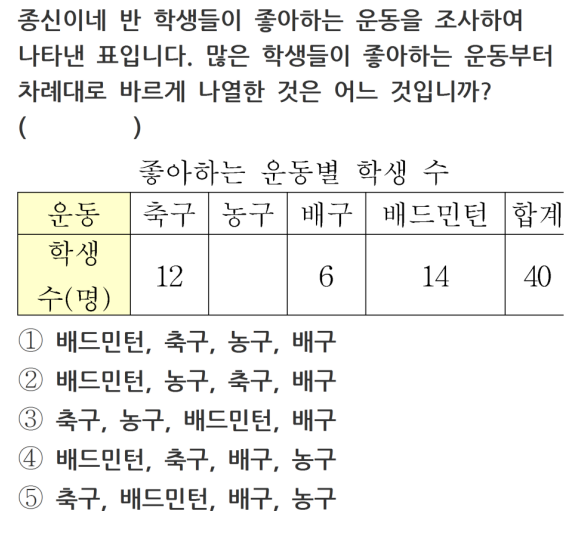 종신이네 반 학생들이 좋아하는 운동을 조사하여
나타낸 표입니다. 많은 학생들이 좋아하는 운동부터
차례대로 바르게 나열한 것은 어느 것입니까?
(        )
좋아하는 운동별 학생 수
운동 축구 농구 배구 배드민턴 합계
학생
수(명) 12 6 14 40
① 배드민턴, 축구, 농구, 배구
② 배드민턴, 농구, 축구, 배구
③ 축구, 농구, 배드민턴, 배구
④ 배드민턴, 축구, 배구, 농구
⑤ 축구, 배드민턴, 배구, 농구